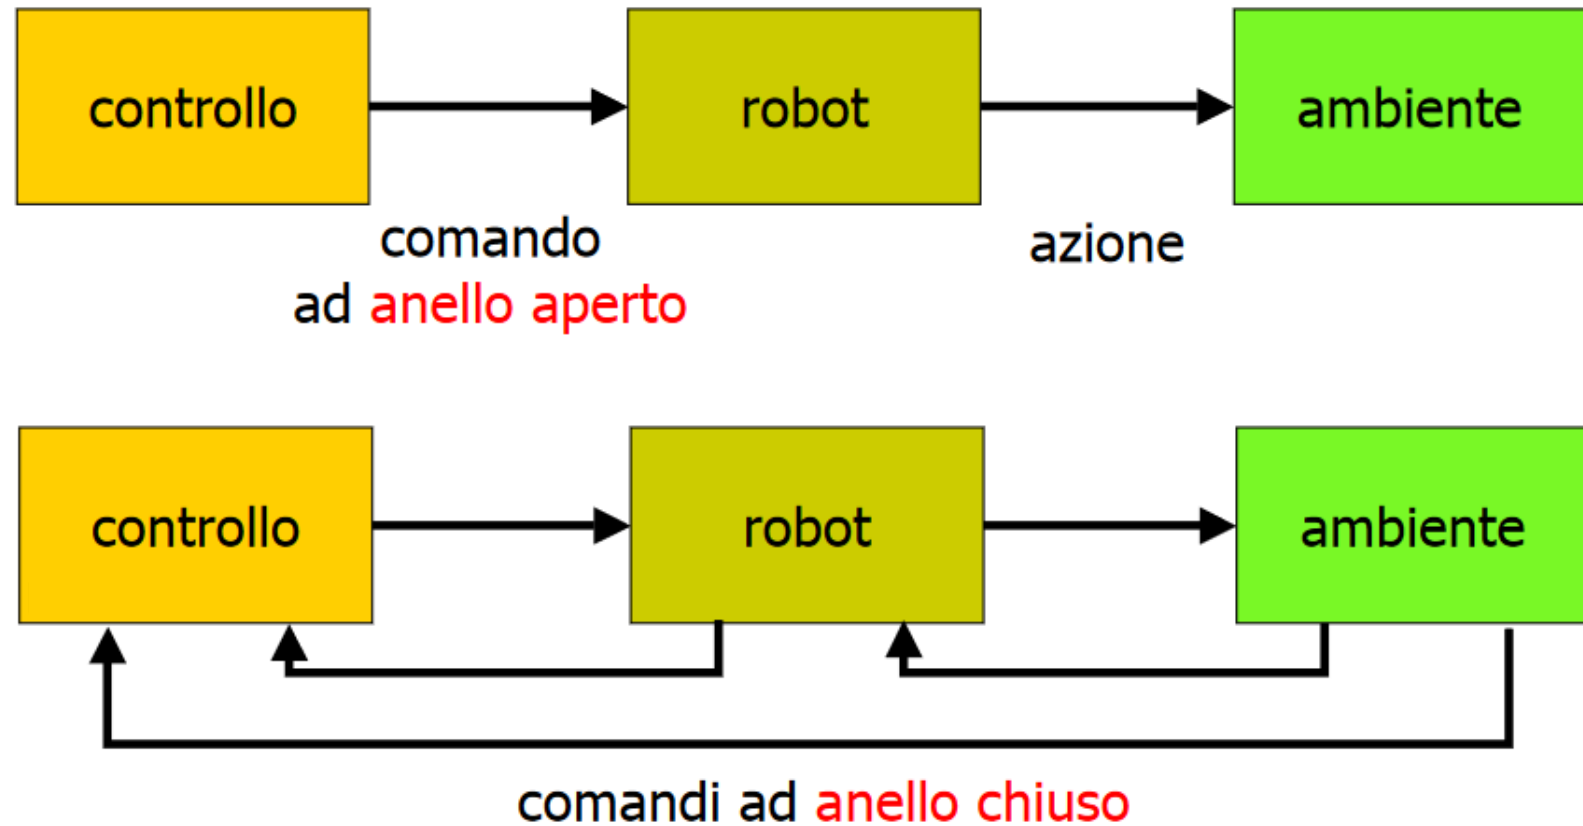 controllo
robot
ambiente
comando
ad anello aperto
azione
controllo
robot
ambiente
comandi ad anello chiuso